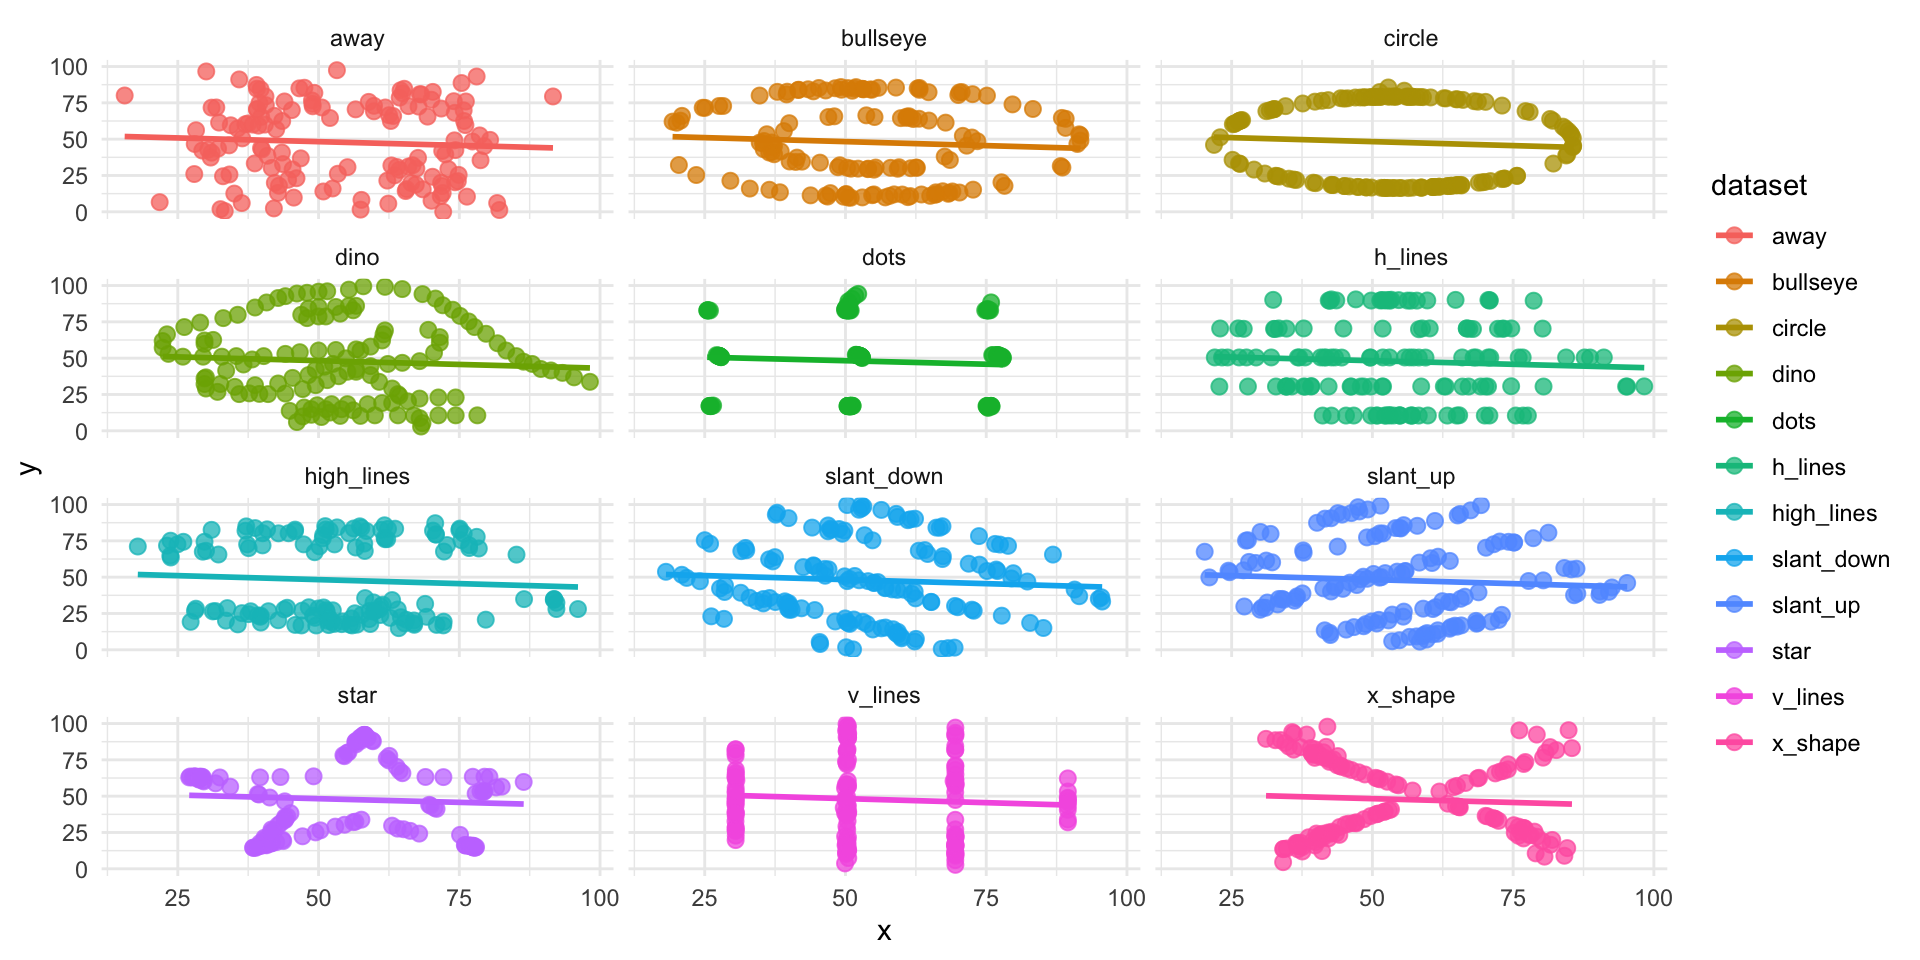 away bullseye circle
100
75
50
25
0
dino dots h_lines
100
75
50
25
0
high_lines slant_down slant_up
100
75
50
25
0
star v_lines x_shape
100
75
50
25
0
25 50 75 100 25 50 75 100 25 50 75 100
x
y
dataset
away
bullseye
circle
dino
dots
h_lines
high_lines
slant_down
slant_up
star
v_lines
x_shape